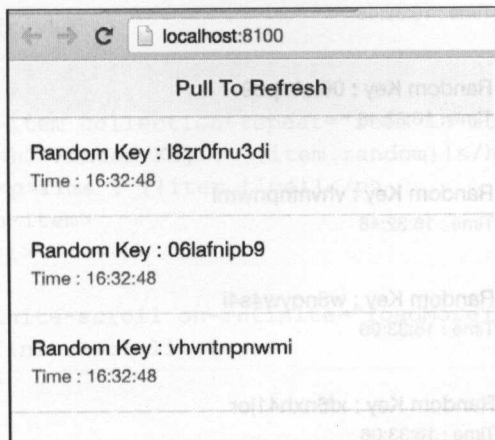 localhost:8100
Pull To Refresh
Random Key : l8zr0fnu3di
Time : 16:32:48
Random Key : 06lafnipb9
Time : 16:32:48
Random Key : vhvntnpnwmi
Time : 16:32:48